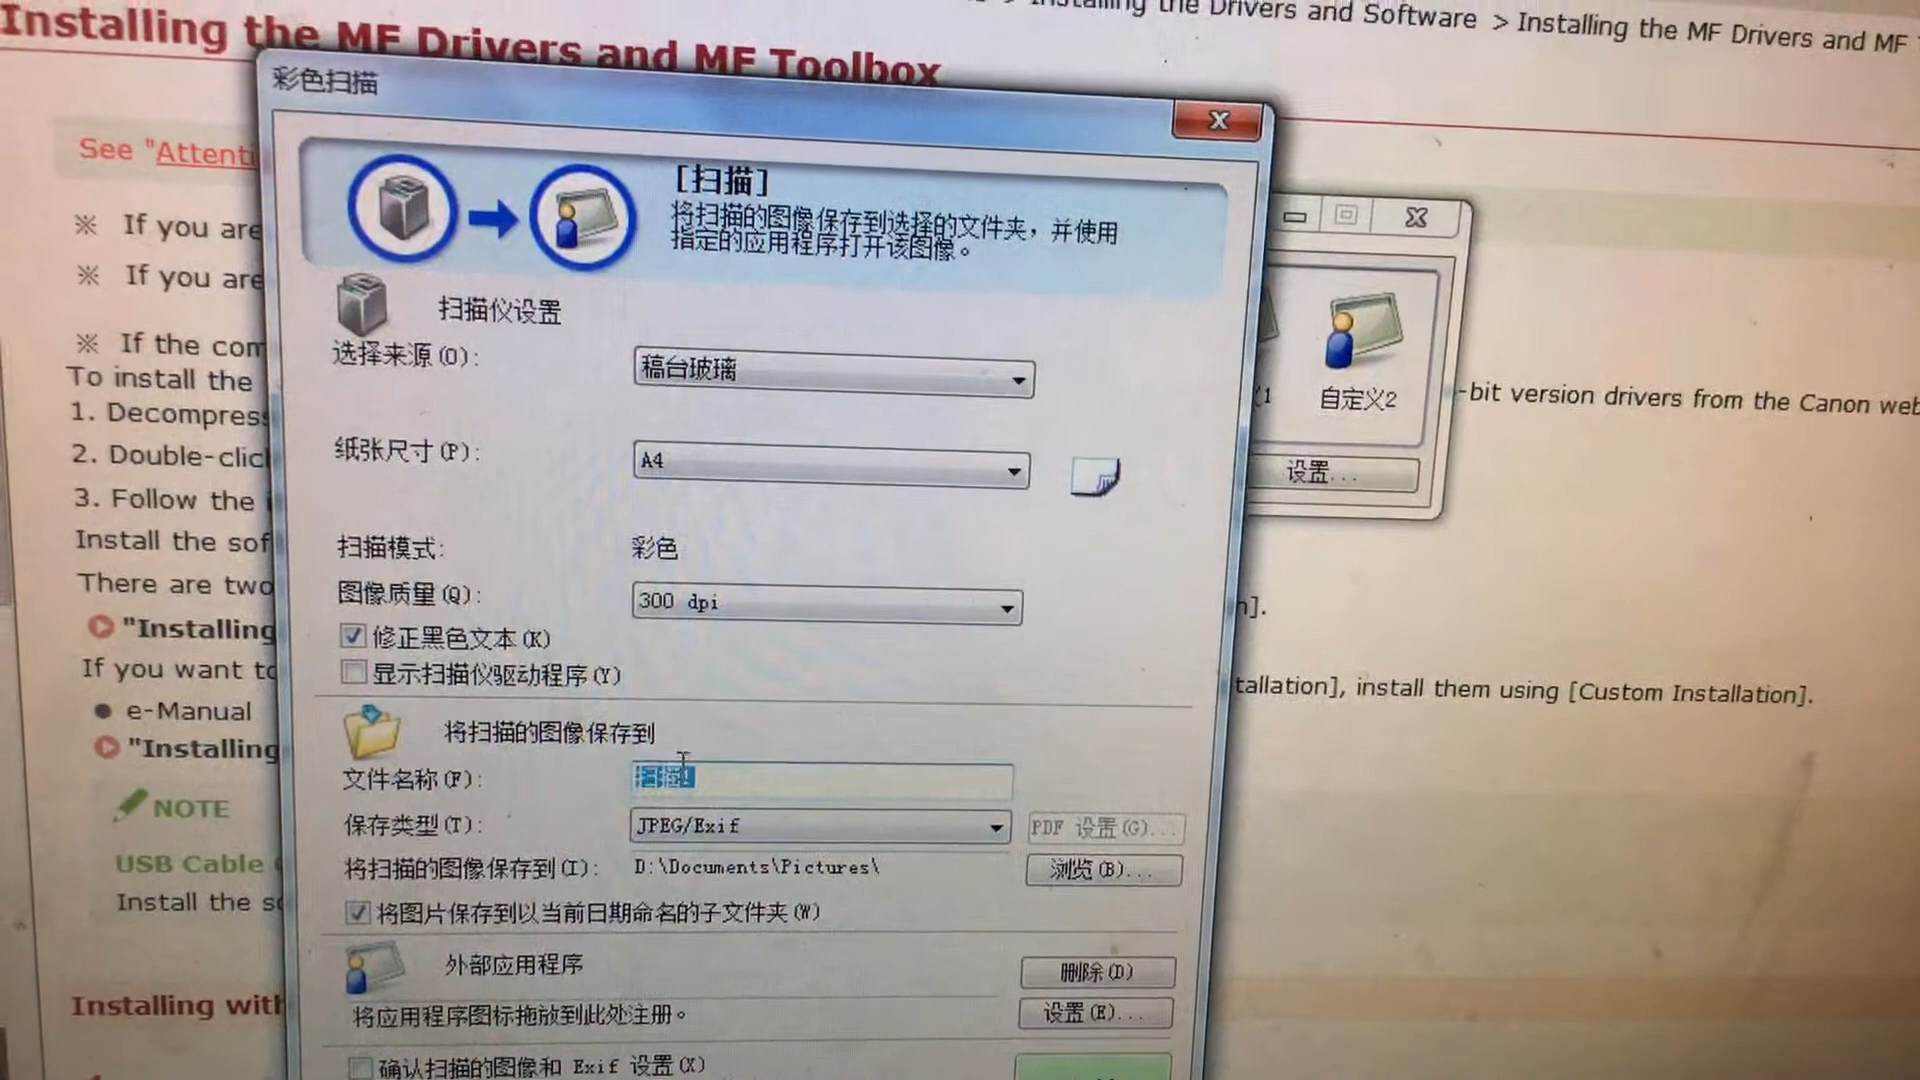 Installing the Drivers and Software > Installing the MF Drivers and MF
Installing the MF Drivers and MF Toolbox
彩色扫描
See "Attenti
[扫描]
将扫描的图像保存到选择的文件夹，并使用
指定的应用程序打开该图像。
※ If you are
※ If you are
扫描仪设置
※ If the com
选择来源(O):
稿台玻璃
To install the
1. Decompress
自定义2
-bit version drivers from the Canon web
2. Double-click
纸张尺寸(P):
A4
设置...
3. Follow the
Install the sof
扫描模式:
彩色
There are two
图像质量(Q):
300 dpi
n].
"Installing
修正黑色文本(K)
If you want to
显示扫描仪驱动程序(Y)
tallation], install them using [Custom Installation].
e-Manual
"Installing
将扫描的图像保存到
文件名称(F):
NOTE
保存类型(T):
JPEG/Exif
PDF 设置(G)...
USB Cable
将扫描的图像保存到(I):
D:\Documents\Pictures\
浏览(B)...
Install the so
将图片保存到以当前日期命名的子文件夹(W)
外部应用程序
删除(D)
Installing with
将应用程序图标拖放到此处注册。
设置(E)...
确认扫描的图像和 Exif 设置(X)